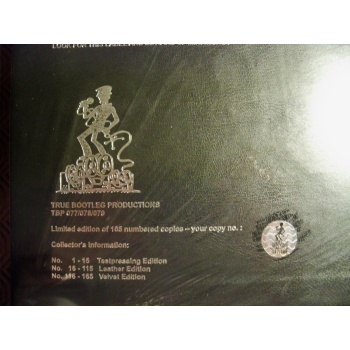 TRUE BOOTLEG PRODUCTIONS
TBP 077/078/079
Limited edition of 165 numbered copies - your copy no. :
Collector's Information:
No. 1 - 15 Testpressing Edition
No. 16 - 115 Leather Edition
No. 116 - 165 Velvet Edition